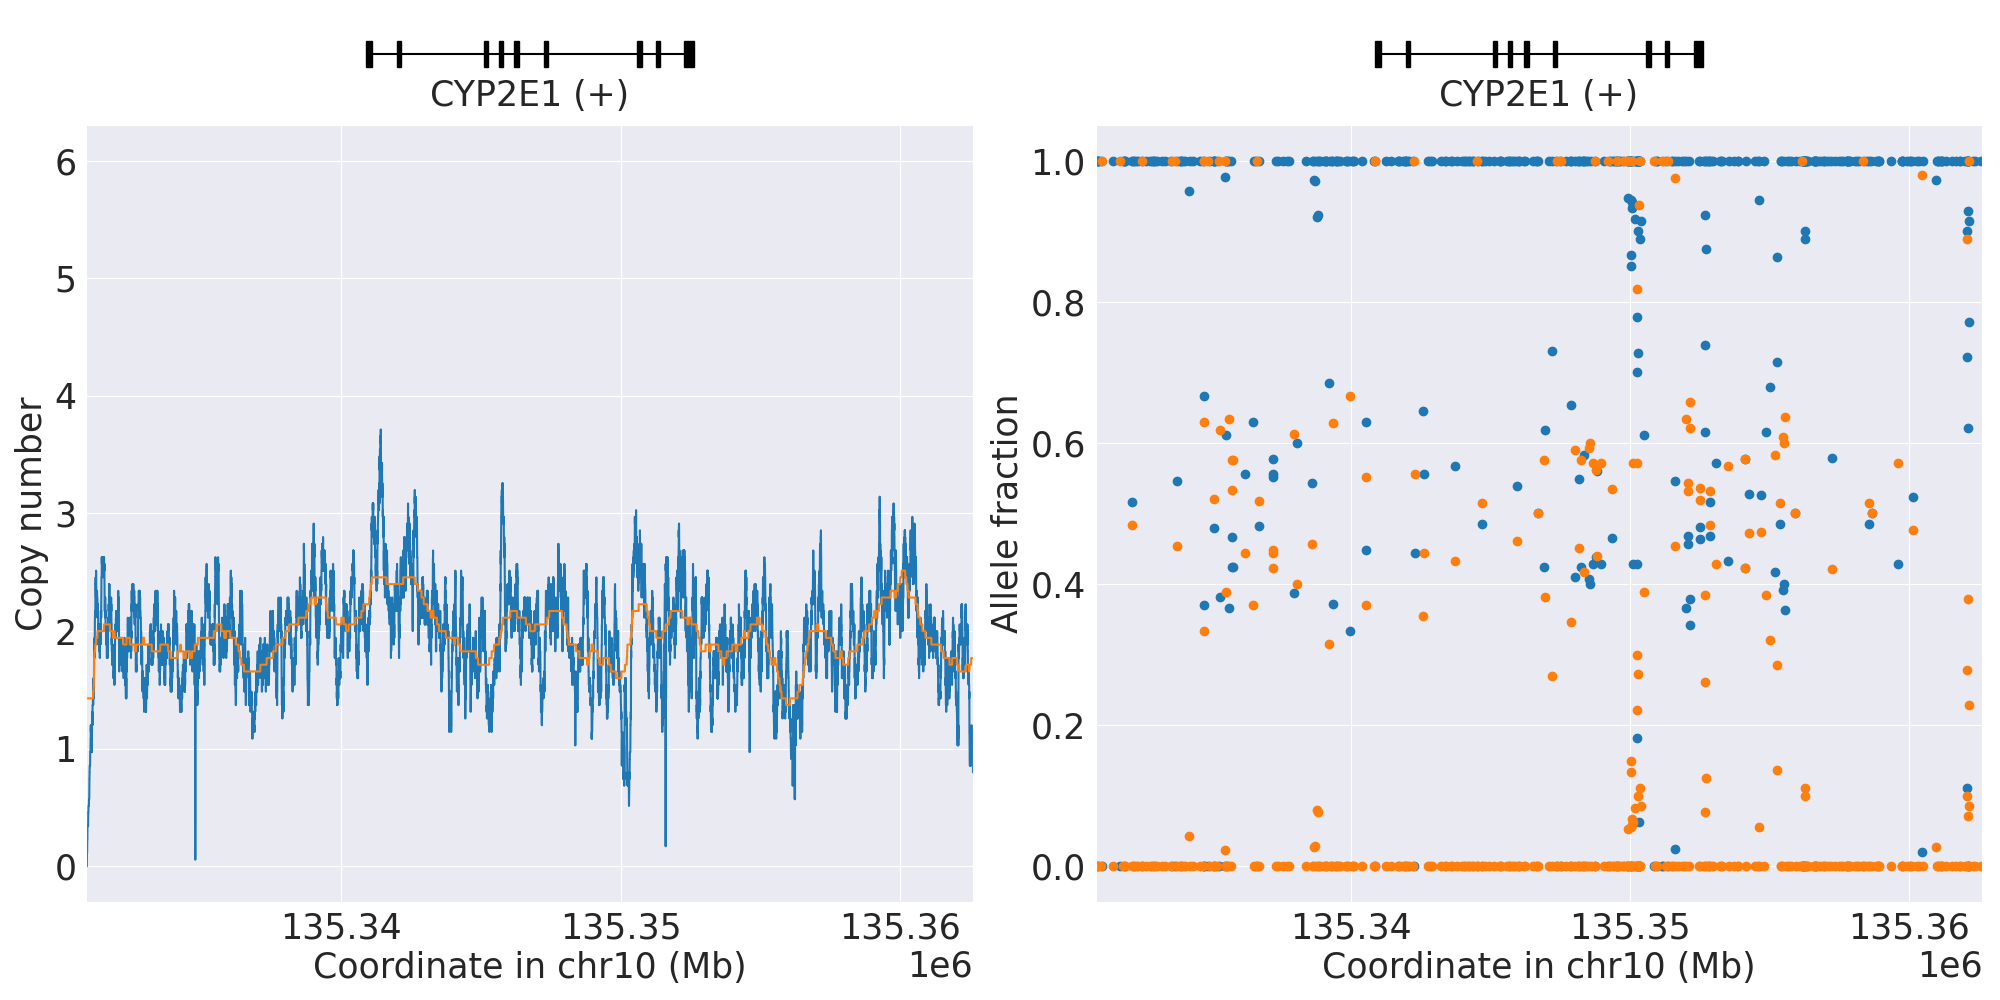 CYP2E1 (+)
6
5
4
3
2
1
0
Copy number
135.34
135.35
135.36
Coordinate in chr10 (Mb)
1e6
CYP2E1 (+)
1.0
0.8
0.6
0.4
0.2
0.0
Allele fraction
135.34
135.35
135.36
Coordinate in chr10 (Mb)
1e6